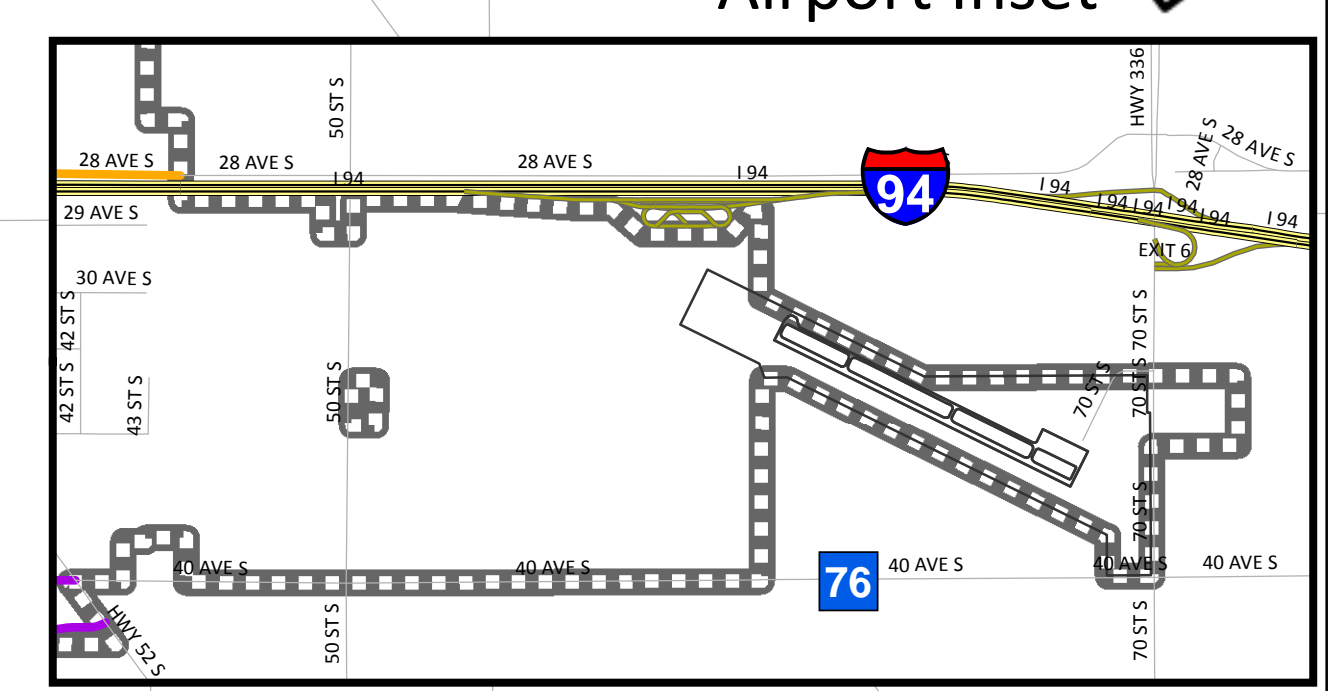 Airport Inset
HWY 336
50 ST S
28 AVE S
28 AVE S
28 AVE S
28 AVE S
28 AVE S
I 94
I 94
94
I 94
I 94
I 94
I 94
I 94
I 94
29 AVE S
EXIT 6
30 AVE S
42 ST S
70 ST S
42 ST S
43 ST S
50 ST S
70 ST S
70 ST S
70 ST S
40 AVE S
40 AVE S
76
40 AVE S
40 AVE S
40 AVE S
HWY 52 S
50 ST S
70 ST S